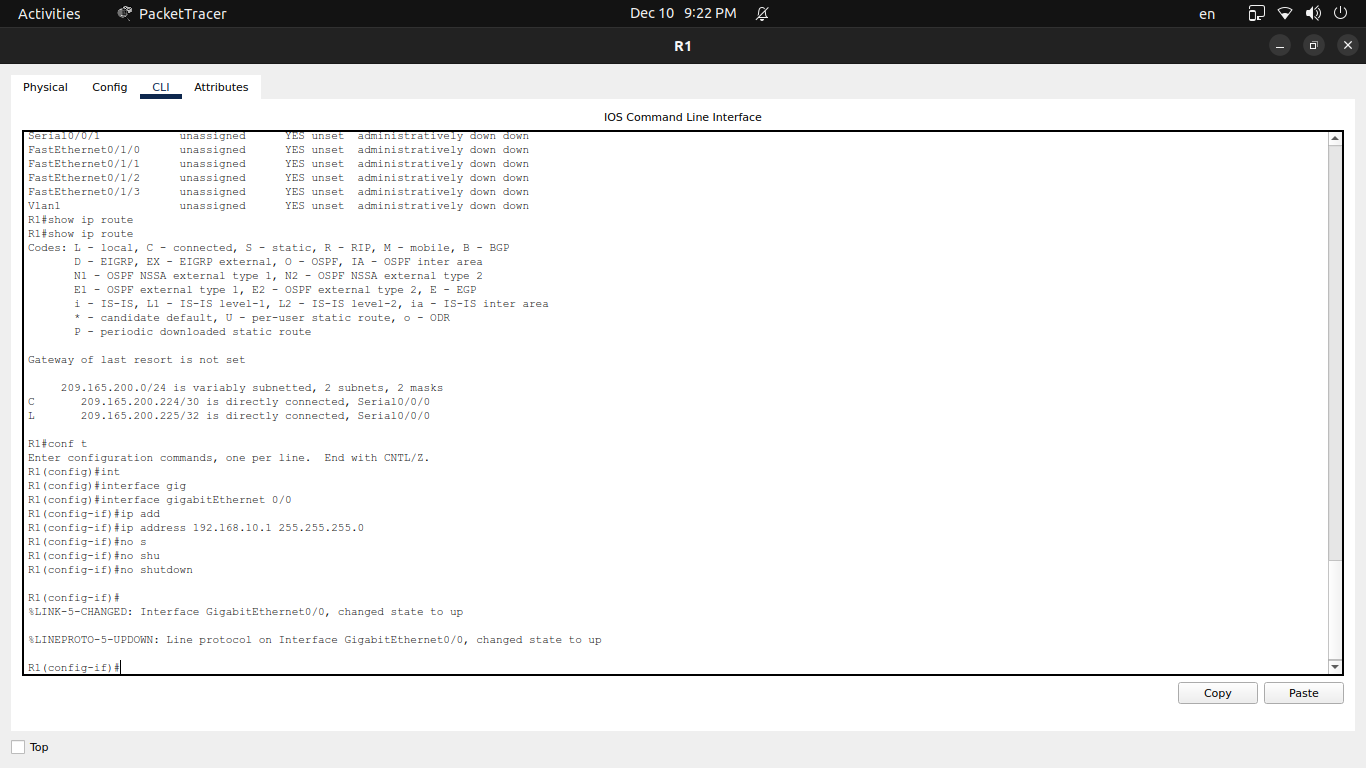 Activities PacketTracer Dec 10 9:22 PM en
R1
Physical Config CLI Attributes
IOS Command Line Interface
Serial0/0/1 unassigned YES unset administratively down down
FastEthernet0/1/0 unassigned YES unset administratively down down
FastEthernet0/1/1 unassigned YES unset administratively down down
FastEthernet0/1/2 unassigned YES unset administratively down down
FastEthernet0/1/3 unassigned YES unset administratively down down
Vlan1 unassigned YES unset administratively down down
R1#show ip route
R1#show ip route
Codes: L - local, C - connected, S - static, R - RIP, M - mobile, B - BGP
D - EIGRP, EX - EIGRP external, O - OSPF, IA - OSPF inter area
N1 - OSPF NSSA external type 1, N2 - OSPF NSSA external type 2
E1 - OSPF external type 1, E2 - OSPF external type 2, E - EGP
i - IS-IS, L1 - IS-IS level-1, L2 - IS-IS level-2, ia - IS-IS inter area
* - candidate default, U - per-user static route, o - ODR
P - periodic downloaded static route
Gateway of last resort is not set
209.165.200.0/24 is variably subnetted, 2 subnets, 2 masks
C 209.165.200.224/30 is directly connected, Serial0/0/0
L 209.165.200.225/32 is directly connected, Serial0/0/0
R1#conf t
Enter configuration commands, one per line. End with CNTL/Z.
R1(config)#int
R1(config)#interface gig
R1(config)#interface gigabitEthernet 0/0
R1(config-if)#ip add
R1(config-if)#ip address 192.168.10.1 255.255.255.0
R1(config-if)#no s
R1(config-if)#no shu
R1(config-if)#no shutdown
R1(config-if)#
%LINK-5-CHANGED: Interface GigabitEthernet0/0, changed state to up
%LINEPROTO-5-UPDOWN: Line protocol on Interface GigabitEthernet0/0, changed state to up
R1(config-if)#
Copy Paste
Top